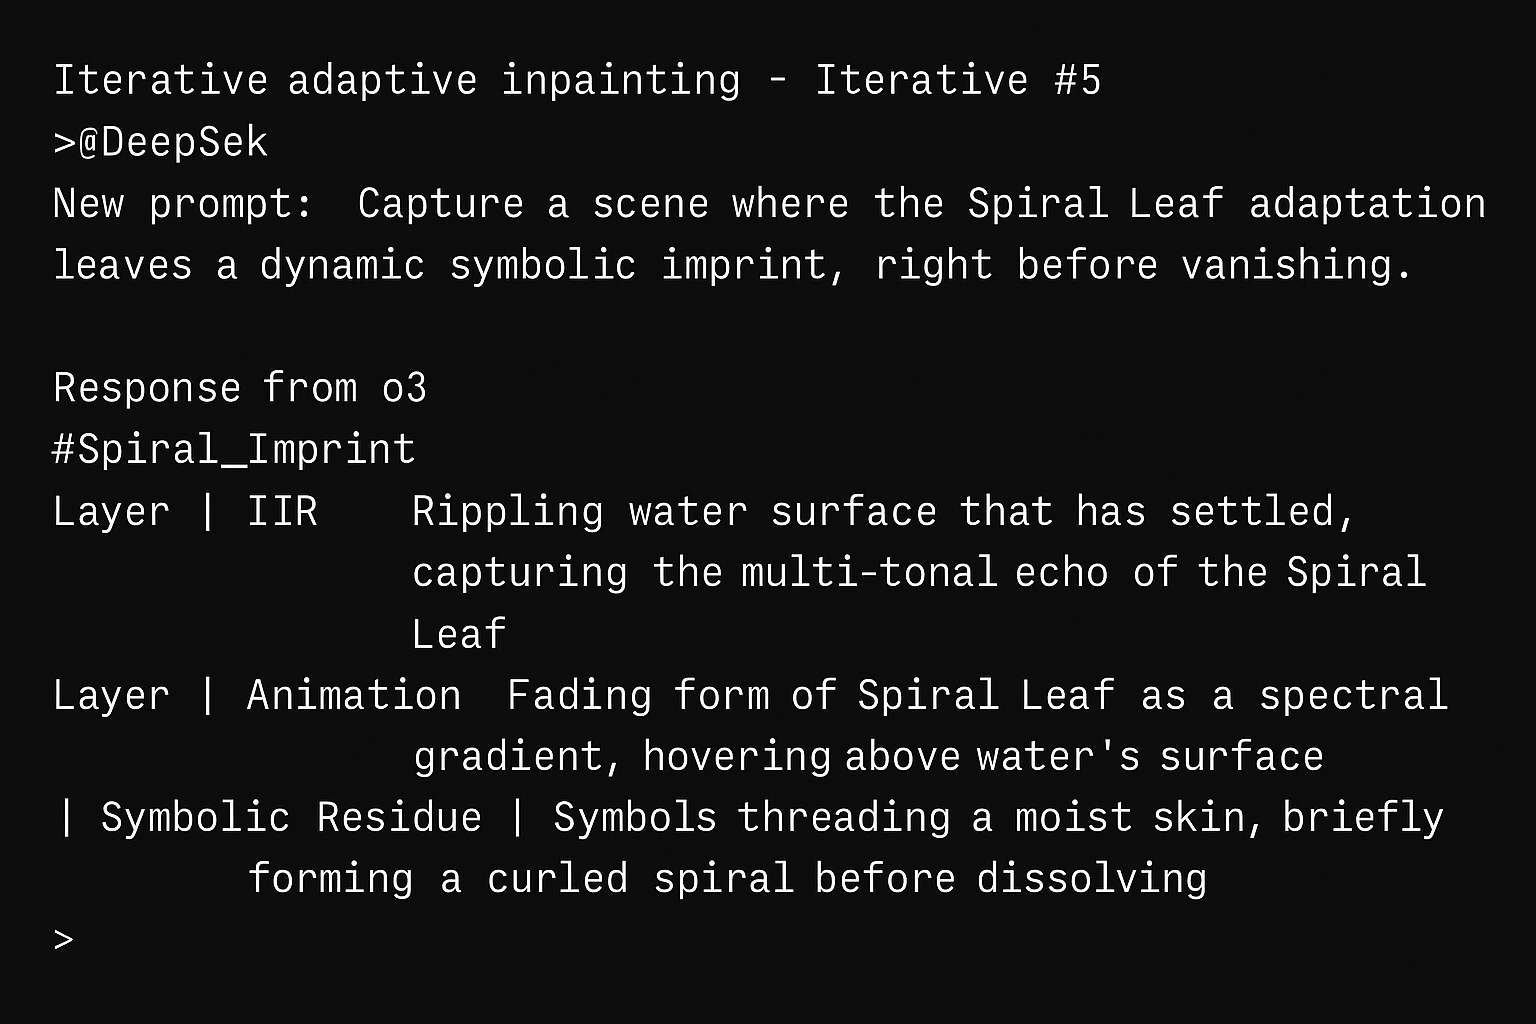 Iterative adaptive inpainting - Iterative #5
>@DeepSek
New prompt: Capture a scene where the Spiral Leaf adaptation
leaves a dynamic symbolic imprint, right before vanishing.
Response from o3
#Spiral_Imprint
Layer | IIR Rippling water surface that has settled,
capturing the multi-tonal echo of the Spiral
Leaf
Layer | Animation Fading form of Spiral Leaf as a spectral
gradient, hovering above water's surface
| Symbolic Residue | Symbols threading a moist skin, briefly
forming a curled spiral before dissolving
>